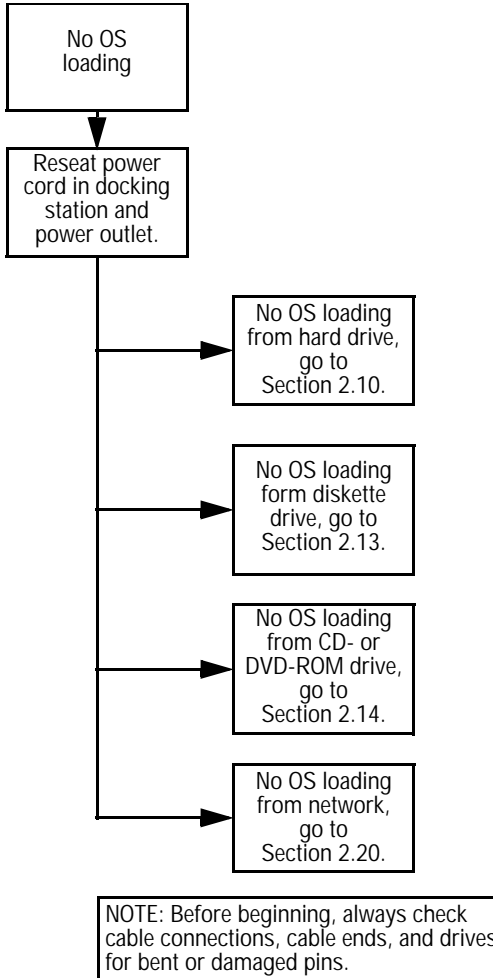 No OS
loading
Reseat power
cord in docking
station and
power outlet.
No OS loading
from hard drive,
go to
Section 2.10.
No OS loading
form diskette
drive, go to
Section 2.13.
No OS loading
from CD- or
DVD-ROM drive,
go to
Section 2.14.
No OS loading
from network,
go to
Section 2.20.
NOTE: Before beginning, always check
cable connections, cable ends, and drives
for bent or damaged pins.